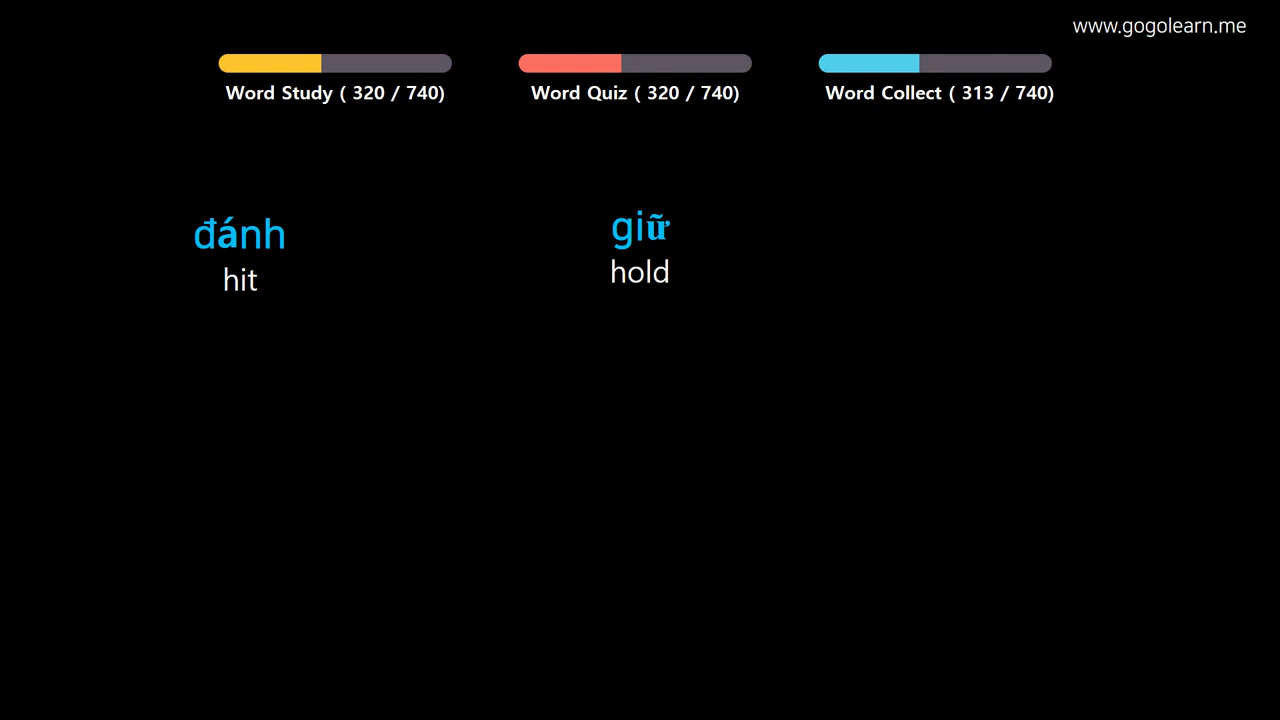 www.gogolearn.me
Word Study ( 320 / 740)
Word Quiz ( 320 / 740)
Word Collect ( 313 / 740)
đánh
hit
giữ
hold